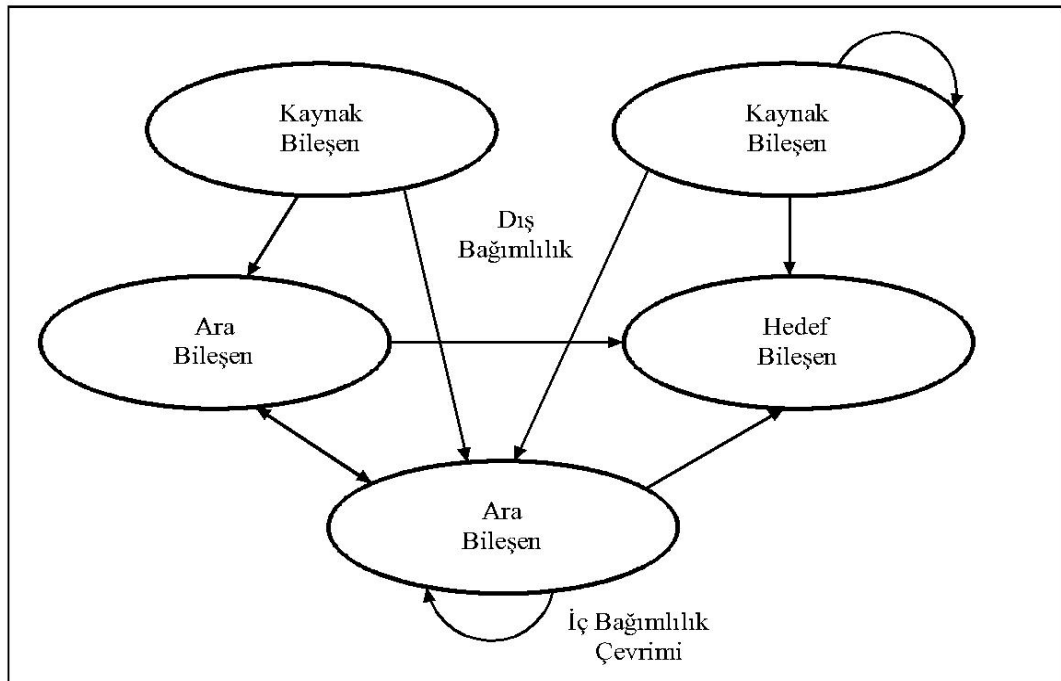 Kaynak
Bileşen
Kaynak
Bileşen
Dış
Bağımlılık
Ara
Bileşen
Hedef
Bileşen
Ara
Bileşen
İç Bağımlılık
Çevrimi